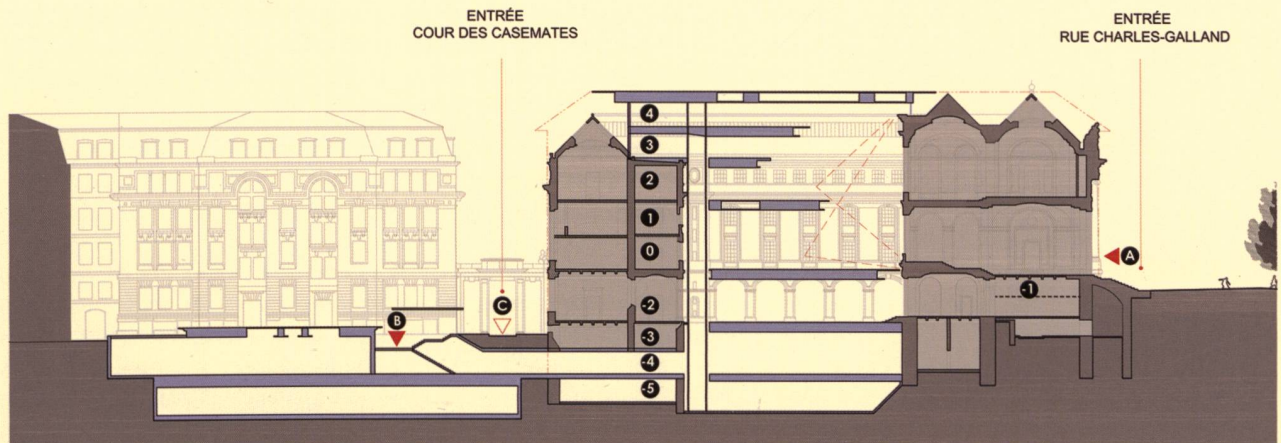 ENTRÉE
COUR DES CASEMATES
ENTRÉE
RUE CHARLES-GALLAND
4
3
2
1
0
A
-1
-2
C
B
-3
-4
-5